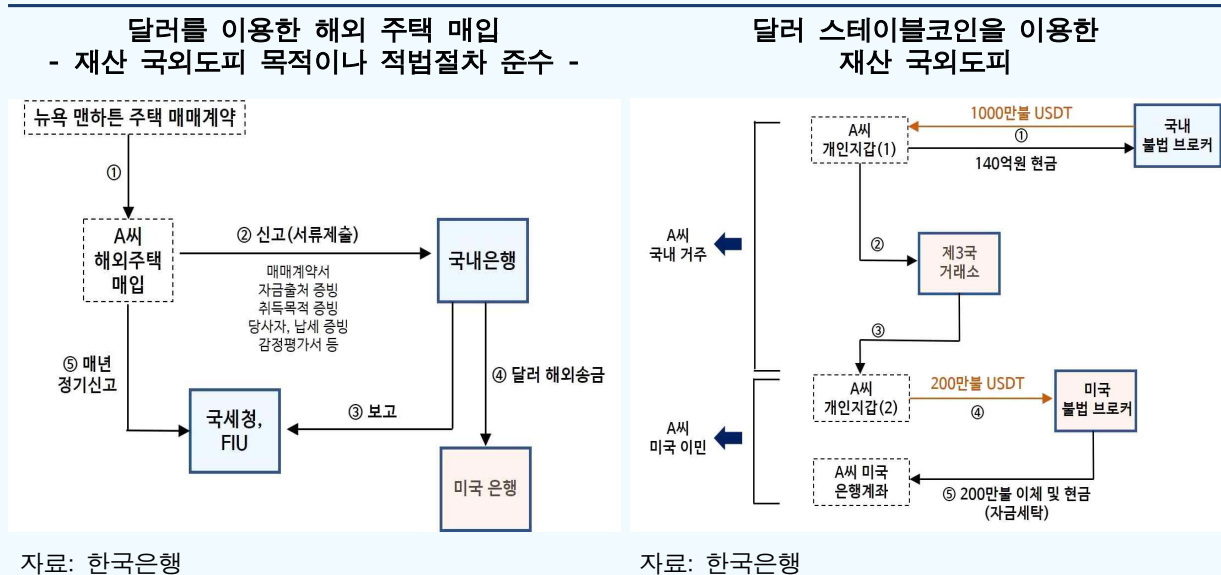 달러를 이용한 해외 주택 매입
- 재산 국외도피 목적이나 적법절차 준수 -
뉴욕 맨하튼 주택 매매계약
①
A씨
해외주택
매입
② 신고(서류제출)
매매계약서
자금출처 증빙
취득목적 증빙
당사자, 납세 증빙
감정평가서 등
국내은행
⑤ 매년
정기신고
③ 보고
④ 달러 해외송금
국세청,
FIU
미국 은행
자료: 한국은행
달러 스테이블코인을 이용한
재산 국외도피
A씨
개인지갑(1)
1000만불 USDT
①
140억원 현금
국내
불법 브로커
A씨
국내 거주
②
제3국
거래소
③
A씨
개인지갑(2)
200만불 USDT
④
미국
불법 브로커
A씨
미국 이민
A씨 미국
은행계좌
⑤ 200만불 이체 및 현금
(자금세탁)
자료: 한국은행